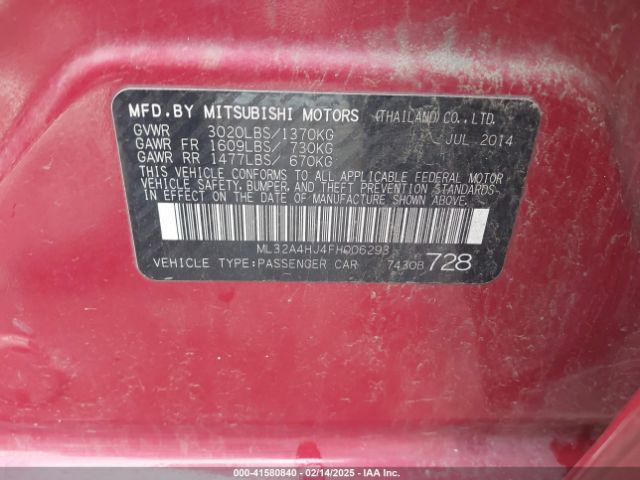 MFD.BY MITSUBISHI MOTORS (THAILAND) CO., LTD.
GVWR 3020LBS/1370KG JUL 2014
GAWR FR 1609LBS/ 730KG
GAWR RR 1477LBS/ 670KG
THIS VEHICLE CONFORMS TO ALL APPLICABLE FEDERAL MOTOR
VEHICLE SAFETY, BUMPER, AND THEFT PREVENTION STANDARDS
IN EFFECT ON THE DATE OF MANUFACTURE SHOWN ABOVE.
ML32A4HJ4FH006293
VEHICLE TYPE:PASSENGER CAR 7430B 728
00-41580840 - 02/14/2025 - IAA Inc.